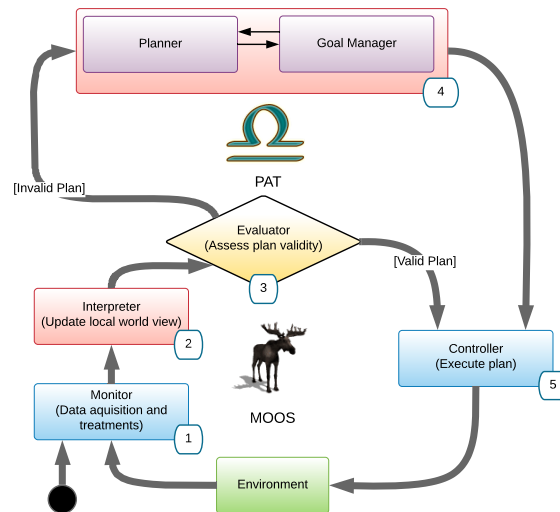 Planner
Goal Manager
4
PAT
[Invalid Plan]
Evaluator
(Assess plan validity)
[Valid Plan]
3
Interpreter
(Update local world view)
2
Controller
(Execute plan)
5
Monitor
(Data aquisition and
treatments)
1
MOOS
Environment